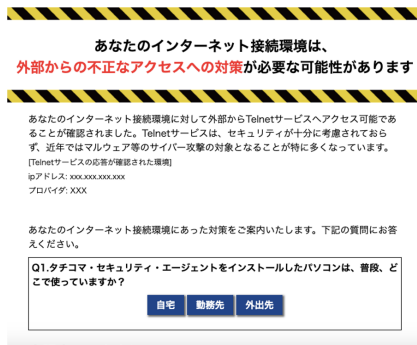 あなたのインターネット接続環境は、
外部からの不正なアクセスへの対策が必要な可能性があります
あなたのインターネット接続環境に対して外部からTelnetサービスへアクセス可能であ
ることが確認されました。Telnetサービスは、セキュリティが十分に考慮されておら
ず、近年ではマルウェア等のサイバー攻撃の対象となることが特に多くなっています。
[Telnetサービスの応答が確認された環境]
ipアドレス: xxx.xxx.xxx.xxx
プロバイダ: XXX
あなたのインターネット接続環境にあった対策をご案内いたします。下記の質問にお答
えください。
Q1.タチコマ・セキュリティ・エージェントをインストールしたパソコンは、普段、ど
こで使っていますか？
自宅 勤務先 外出先